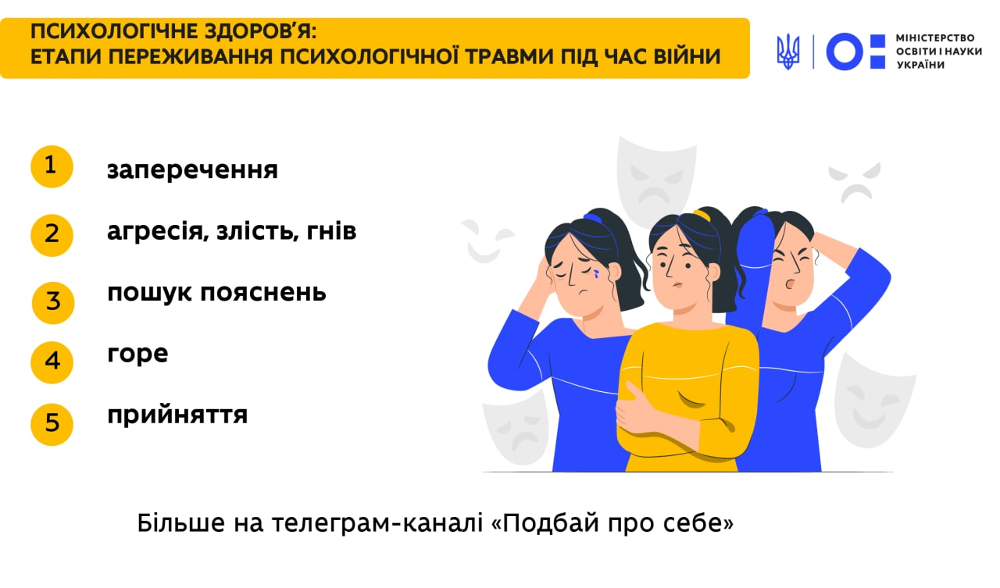 ПСИХОЛОГІЧНЕ ЗДОРОВ’Я:
ЕТАПИ ПЕРЕЖИВАННЯ ПСИХОЛОГІЧНОЇ ТРАВМИ ПІД ЧАС ВІЙНИ
МІНІСТЕРСТВО
ОСВІТИ І НАУКИ
УКРАЇНИ
1 заперечення
2 агресія, злість, гнів
3 пошук пояснень
4 горе
5 прийняття
Більше на телеграм-каналі «Подбай про себе»